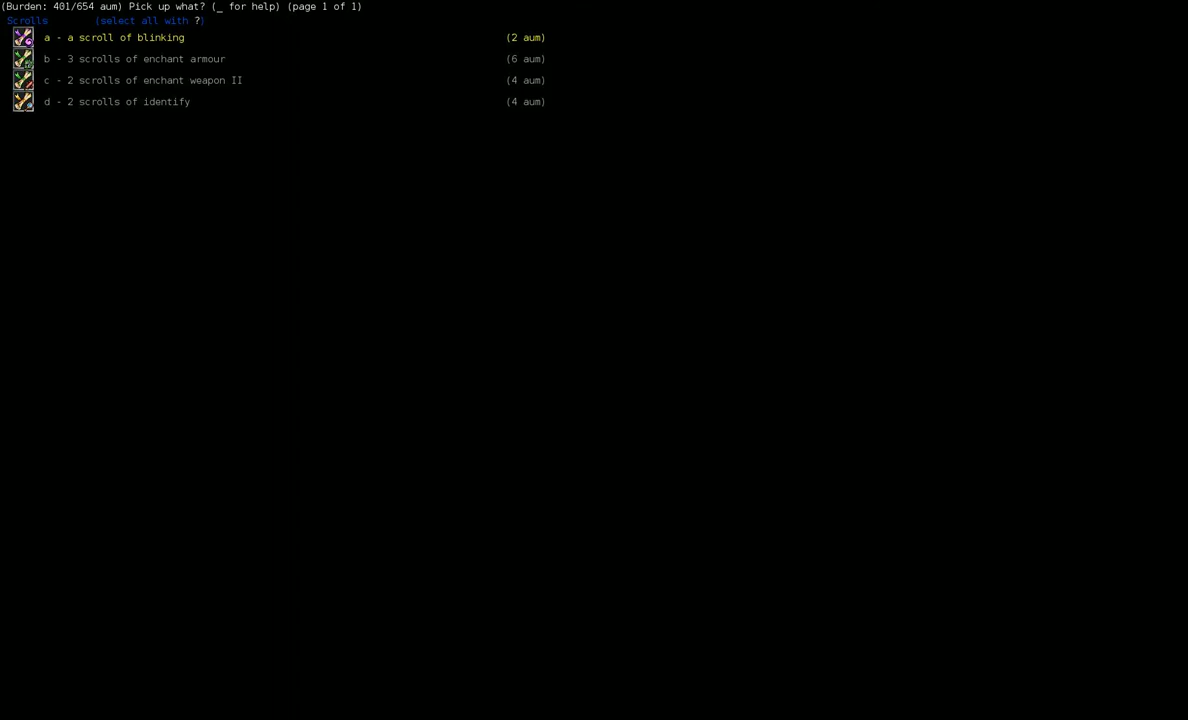 (Burden: 401/654 aum) Pick up what? (_ for help) (page 1 of 1)
Scrolls (select all with ?)
a - a scroll of blinking (2 aum)
b - 3 scrolls of enchant armour (6 aum)
c - 2 scrolls of enchant weapon II (4 aum)
d - 2 scrolls of identify (4 aum)